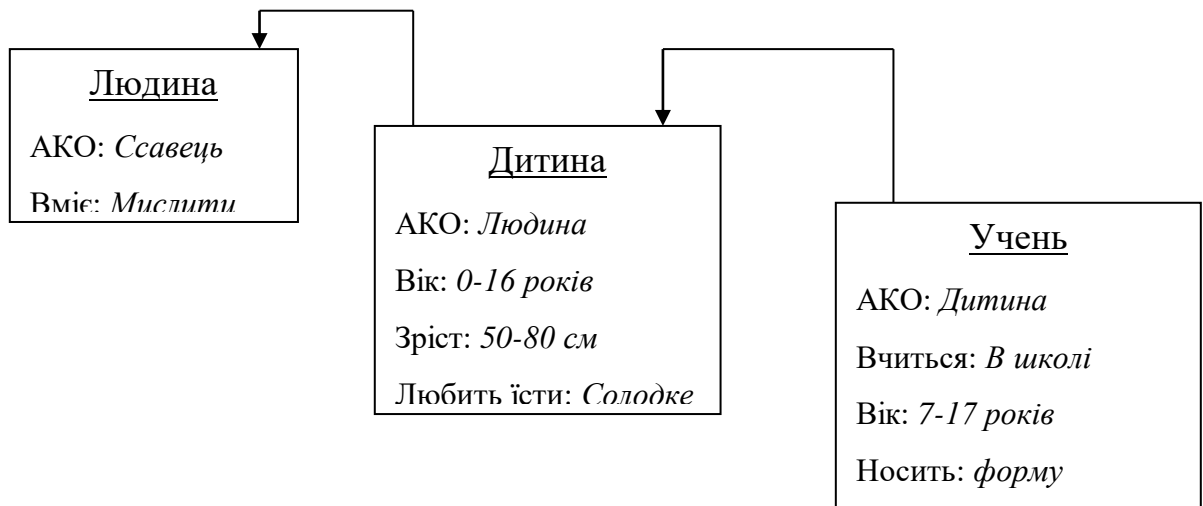 Людина
АКО: Ссавець
Вміє: Мислити
Дитина
АКО: Людина
Вік: 0-16 років
Зріст: 50-80 см
Любить їсти: Солодке
Учень
АКО: Дитина
Вчиться: В школі
Вік: 7-17 років
Носить: форму